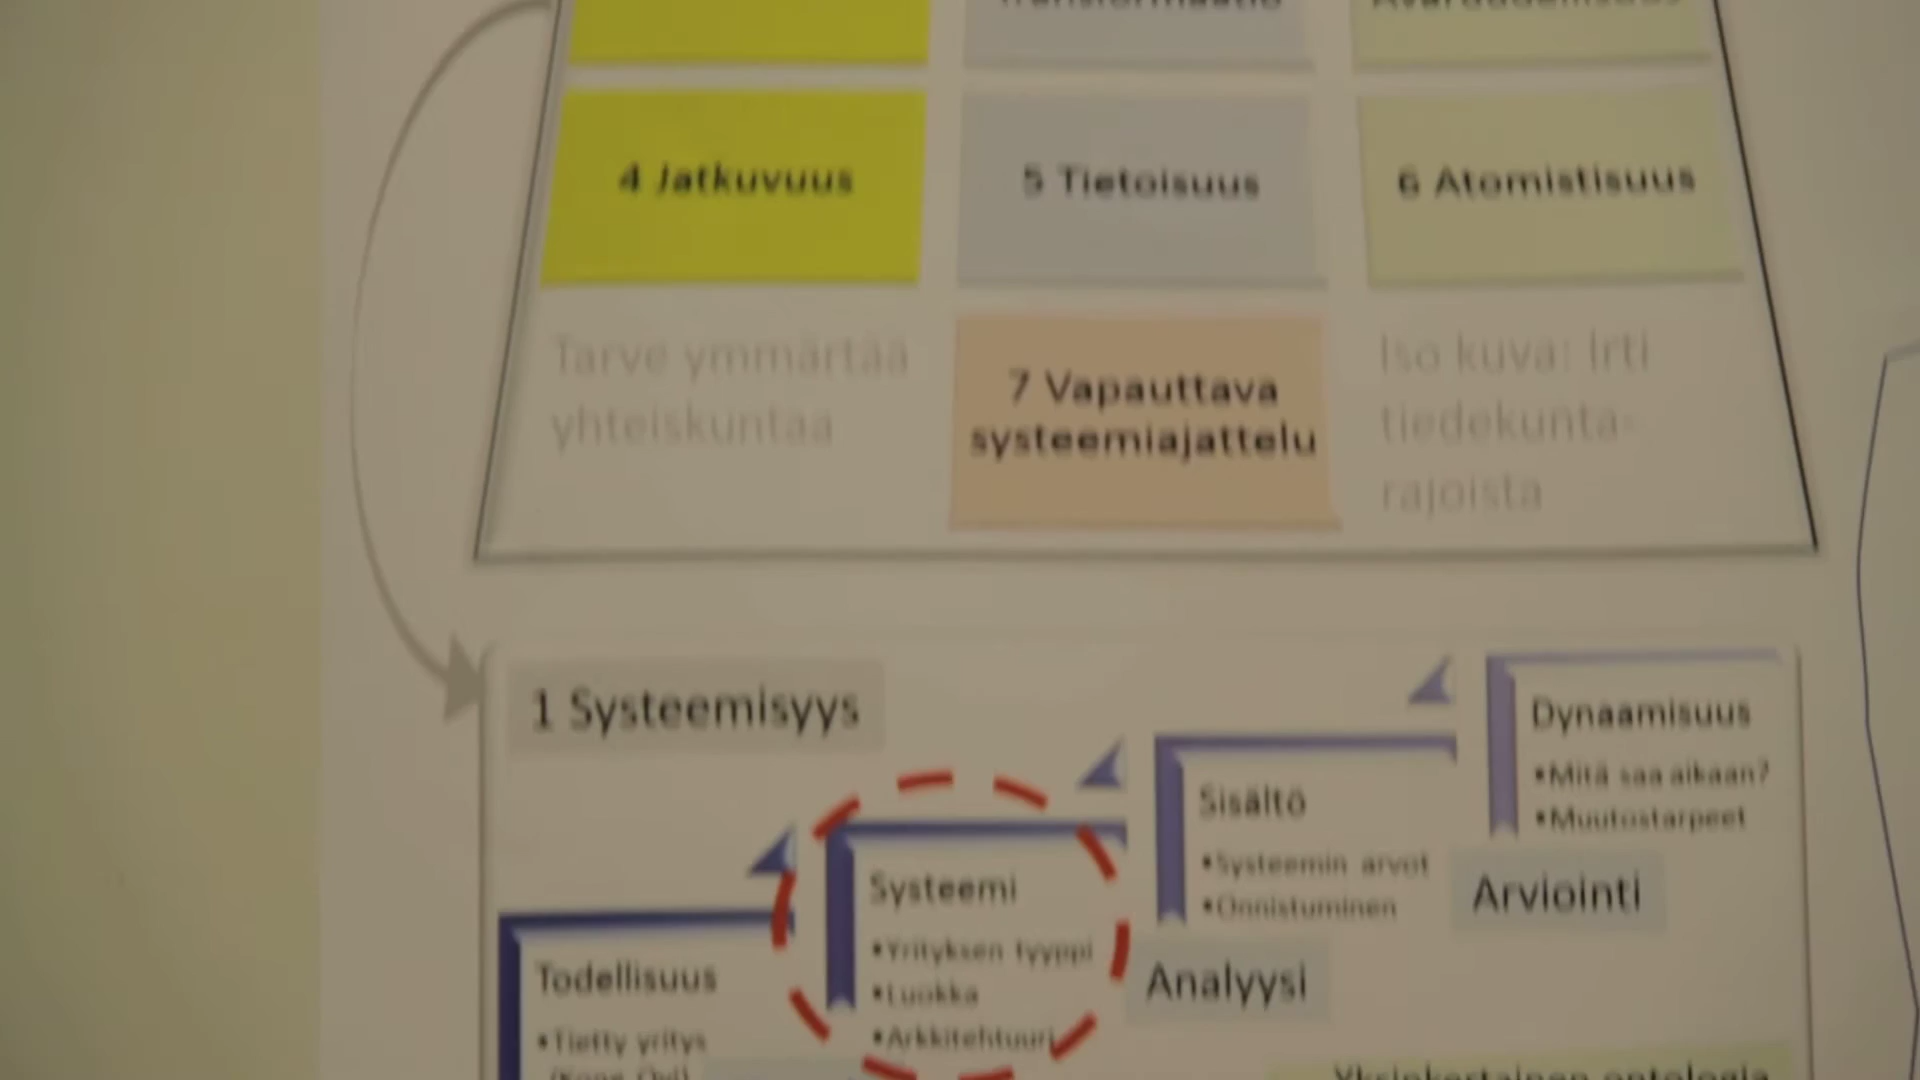 4 Jatkuvuus
5 Tietoisuus
6 Atomistisuus
Tarve ymmärtää
yhteiskuntaa
7 Vapauttava
systeemiajattelu
Iso kuva: irti
tiedekunta-
rajoista
1 Systeemisyys
Dynaamisuus
•Mitä saa aikaan?
•Muutostarpeet
Arviointi
Sisältö
•Systeemin arvot
•Onnistuminen
Analyysi
Systeemi
•Yrityksen tyyppi
•Luokka
•Arkkitehtuuri
Todellisuus
•Tietty yritys